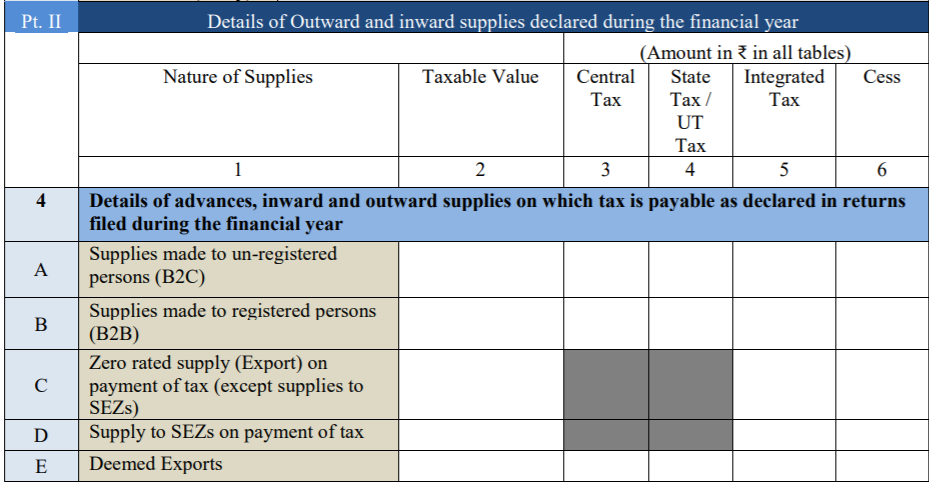 Pt. II Details of Outward and inward supplies declared during the financial year
(Amount in ₹ in all tables)
Nature of Supplies Taxable Value Central Tax State Tax / UT Tax Integrated Tax Cess
1 2 3 4 5 6
4 Details of advances, inward and outward supplies on which tax is payable as declared in returns
filed during the financial year
A Supplies made to un-registered
persons (B2C)
B Supplies made to registered persons
(B2B)
C Zero rated supply (Export) on
payment of tax (except supplies to
SEZs)
D Supply to SEZs on payment of tax
E Deemed Exports